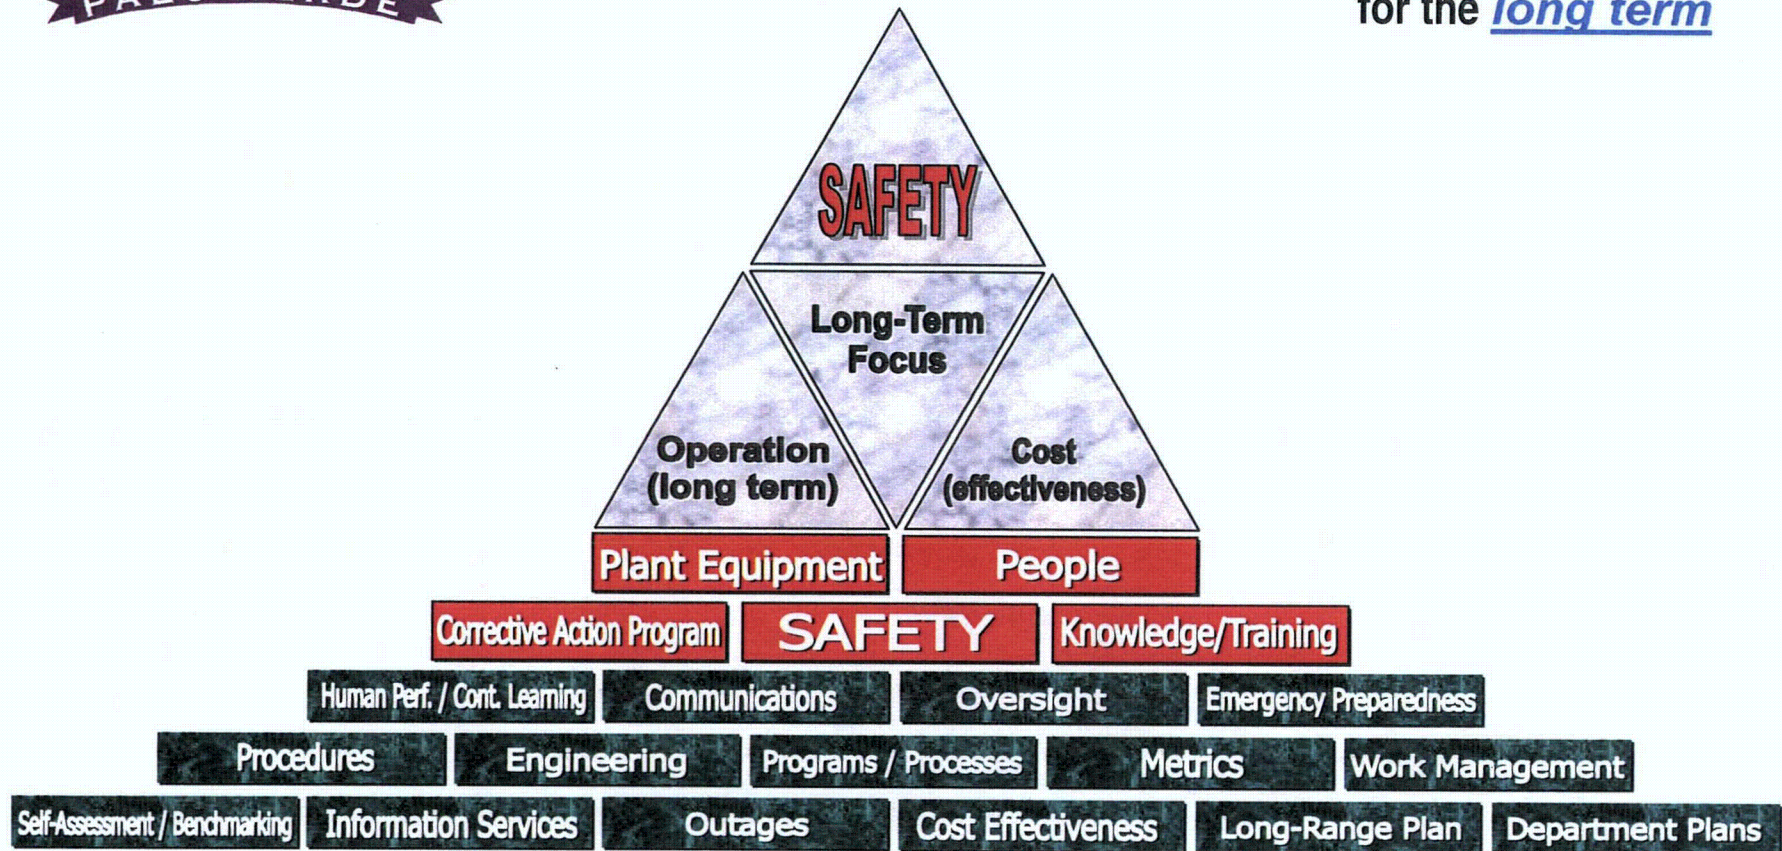 PALO VERDE
for the long term
SAFETY
Long-Term
Focus
Operation
(long term)
Cost
(effectiveness)
Plant Equipment
People
Corrective Action Program
SAFETY
Knowledge/Training
Human Perf. / Cont. Learning
Communications
Oversight
Emergency Preparedness
Procedures
Engineering
Programs / Processes
Metrics
Work Management
Self-Assessment / Benchmarking
Information Services
Outages
Cost Effectiveness
Long-Range Plan
Department Plans